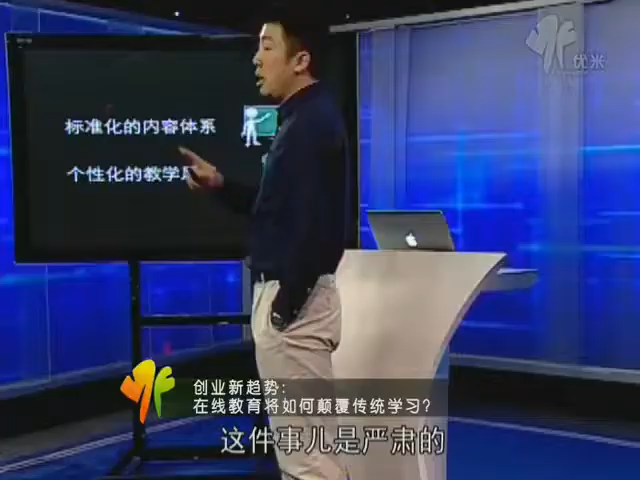 优米
标准化的内容体系
个性化的教学
创业新趋势:
在线教育将如何颠覆传统学习?
这件事儿是严肃的